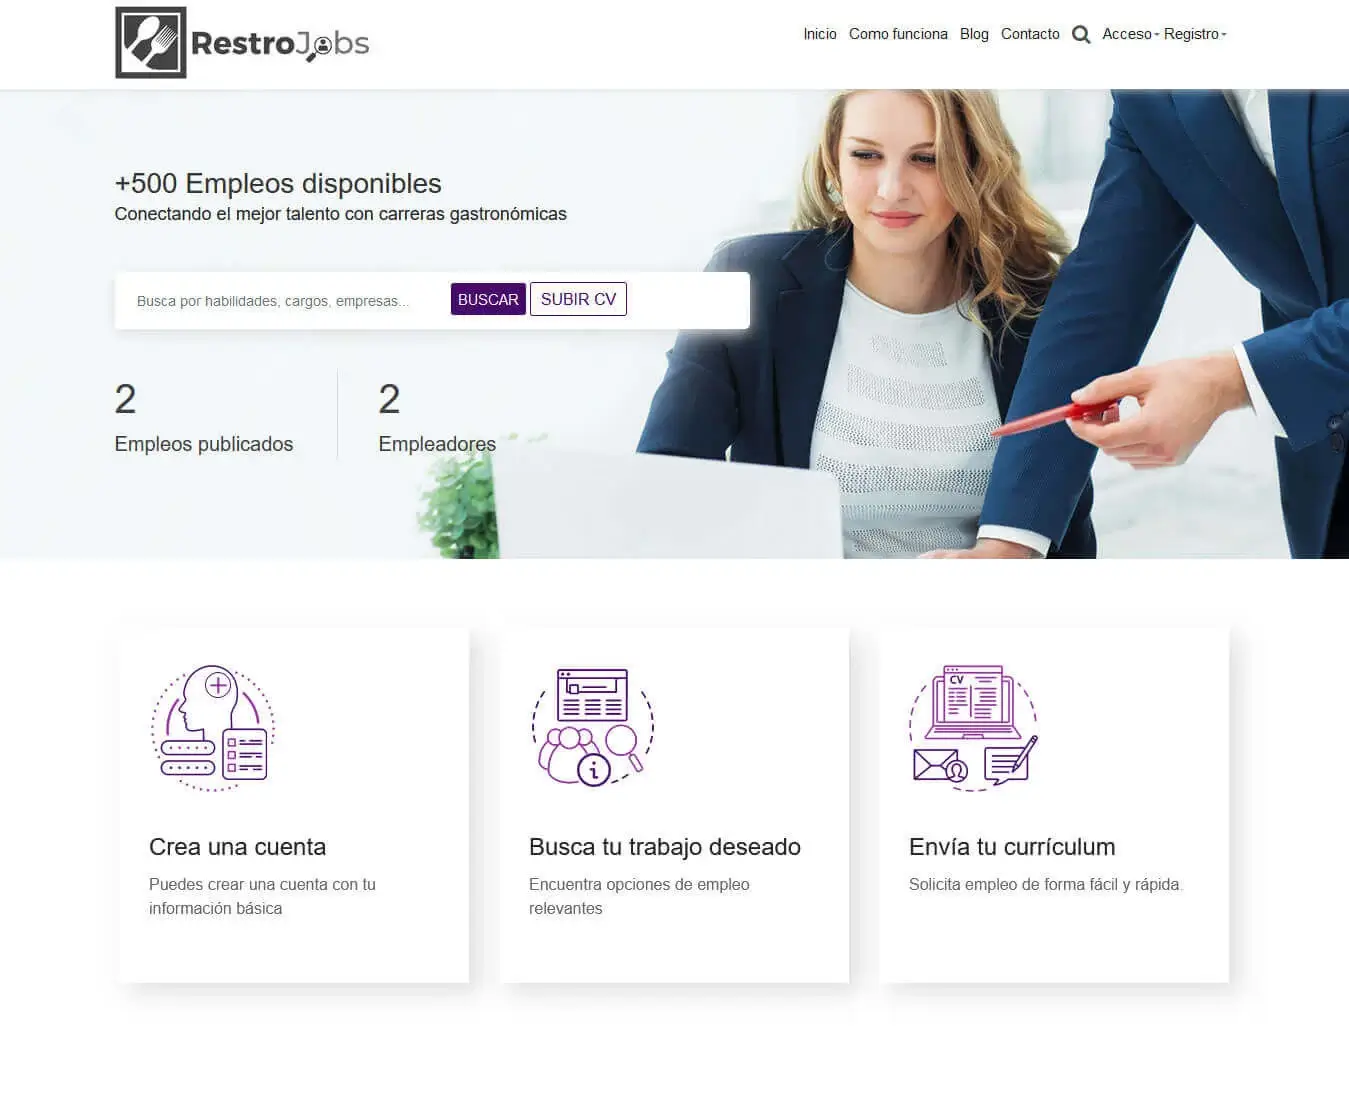 RestroJobs
Inicio Como funciona Blog Contacto Acceso Registro
+500 Empleos disponibles
Conectando el mejor talento con carreras gastronómicas
Busca por habilidades, cargos, empresas... BUSCAR SUBIR CV
2 2
Empleos publicados Empleadores
CV
Crea una cuenta
Puedes crear una cuenta con tu
información básica
Busca tu trabajo deseado
Encuentra opciones de empleo
relevantes
Envía tu currículum
Solicita empleo de forma fácil y rápida.